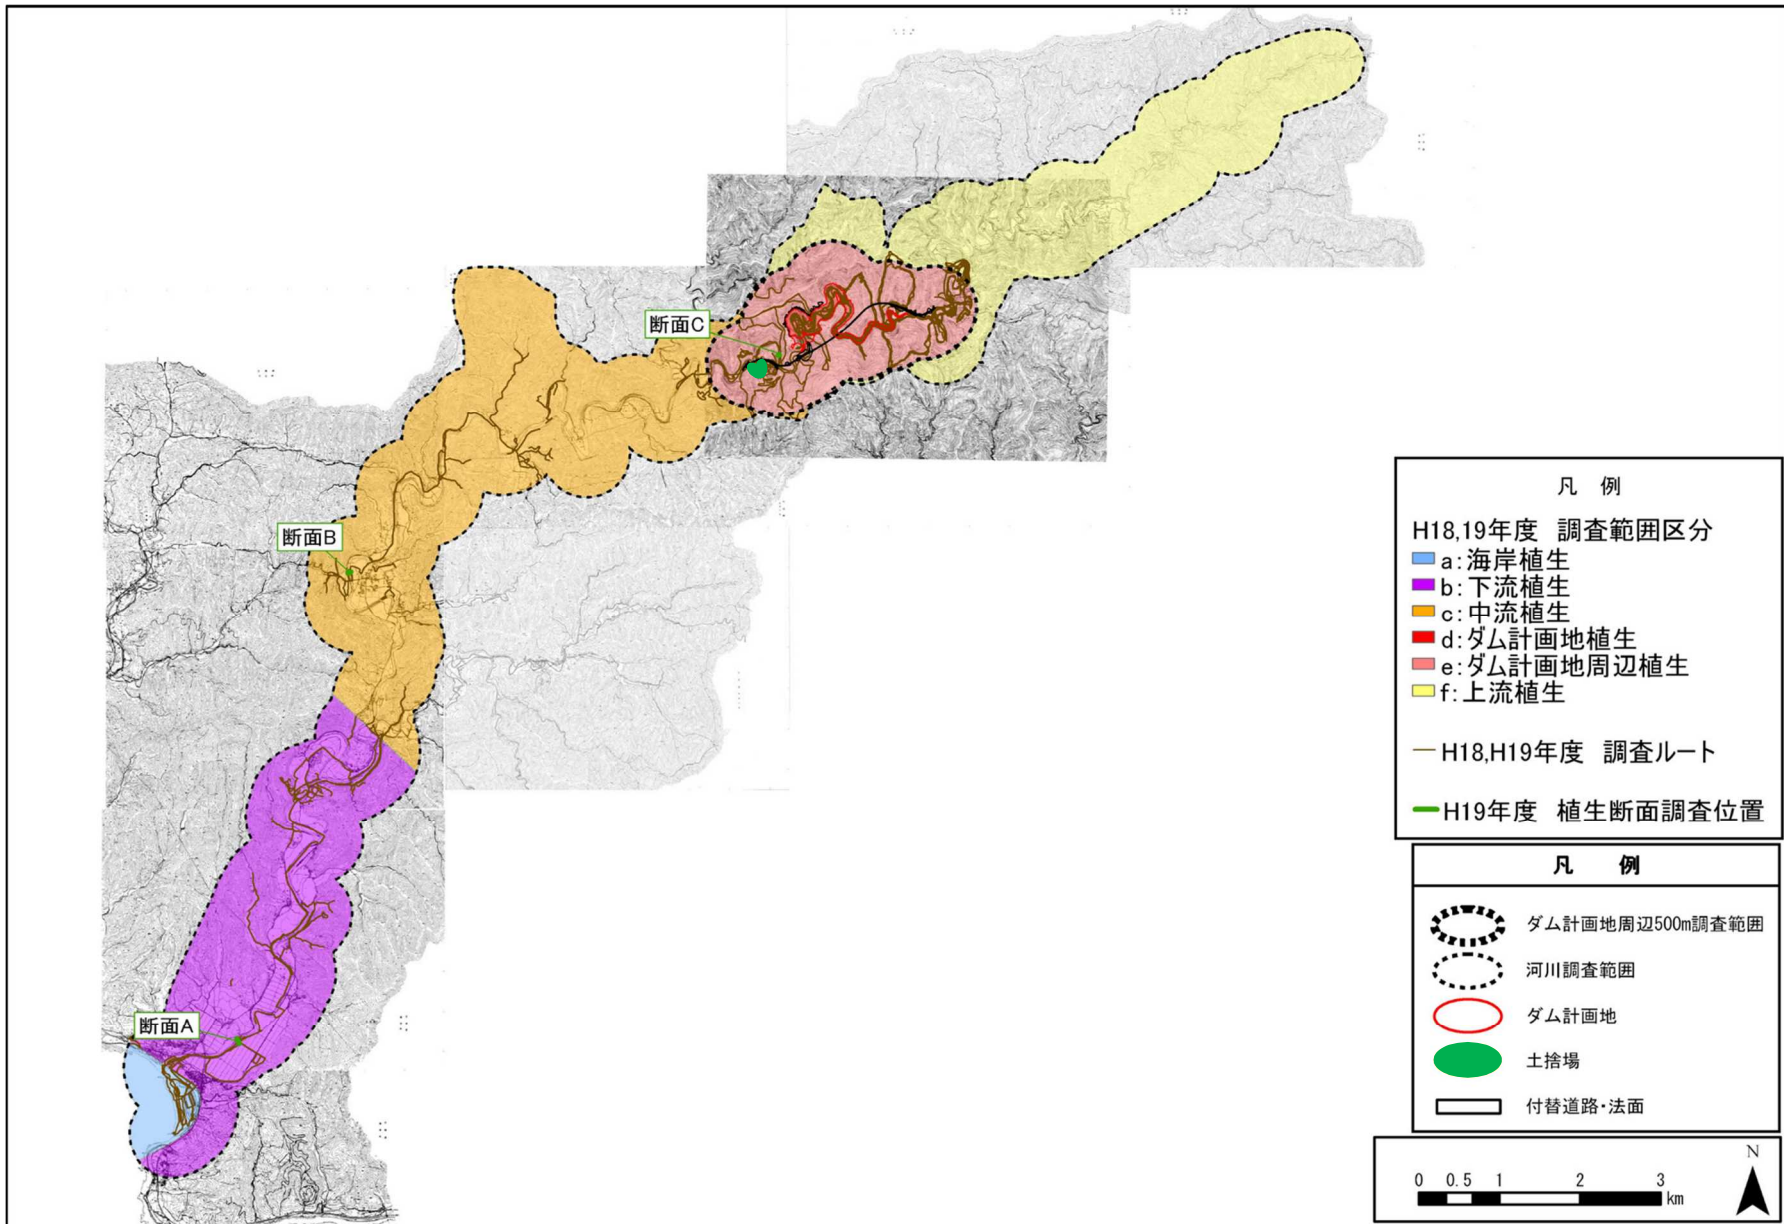 断面C
断面B
断面A
凡 例
H18,19年度 調査範囲区分
a:海岸植生
b:下流植生
c:中流植生
d:ダム計画地植生
e:ダム計画地周辺植生
f:上流植生
H18,H19年度 調査ルート
H19年度 植生断面調査位置
凡 例
ダム計画地周辺500m調査範囲
河川調査範囲
ダム計画地
土捨場
付替道路・法面
N
0 0.5 1 2 3
km